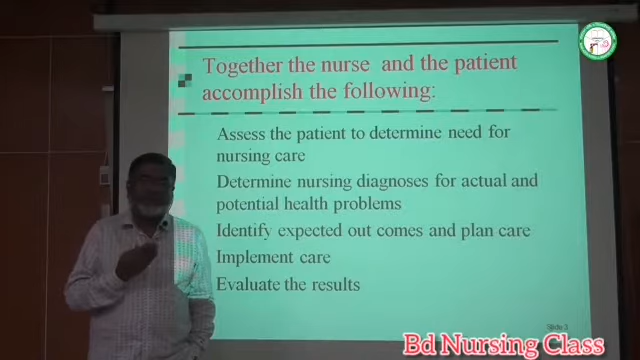 Together the nurse and the patient
accomplish the following:
Assess the patient to determine need for
nursing care
Determine nursing diagnoses for actual and
potential health problems
Identify expected out comes and plan care
Implement care
Evaluate the results
Slide 3
Bd Nursing Class